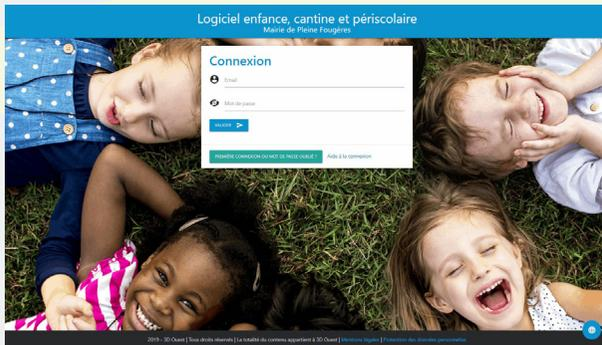 Logiciel enfance, cantine et périscolaire
Mairie de Pleine Fougères
Connexion
Email
Mot de passe
VALIDER
PREMIÈRE CONNEXION OU MOT DE PASSE OUBLIÉ ? Aide à la connexion
2019 - 3D Ouest | Tous droits réservés | La totalité du contenu appartient à 3D Ouest | Mentions légales | Protection des données personnelles